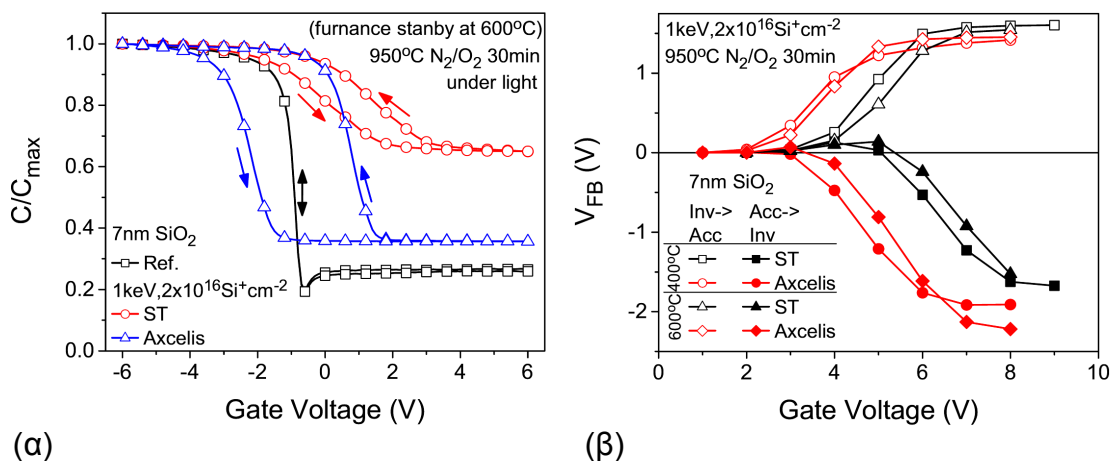 (furnance stanby at 600ºC)
950ºC N2/O2 30min
under light
C/Cmax
1.0
0.8
0.6
0.4
0.2
0.0
7nm SiO2
Ref.
1keV,2x10^16Si+cm-2
ST
Axcelis
-6 -4 -2 0 2 4 6
Gate Voltage (V)
(α)
1keV,2x10^16Si+cm-2
950ºC N2/O2 30min
VFB (V)
1
0
-1
-2
7nm SiO2
Inv-> Acc->
Acc Inv
400ºC
ST
Axcelis
600ºC
ST
Axcelis
0 2 4 6 8 10
Gate Voltage (V)
(β)